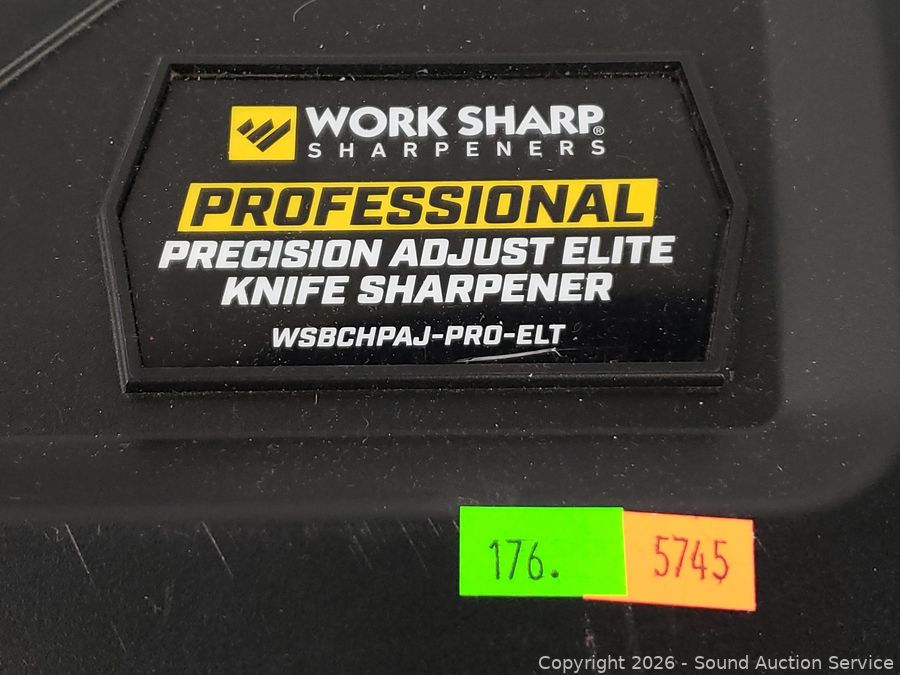 WORK SHARP®
SHARPENERS
PROFESSIONAL
PRECISION ADJUST ELITE
KNIFE SHARPENER
WSBCHPAJ-PRO-ELT
176.
5745
Copyright 2026 - Sound Auction Service